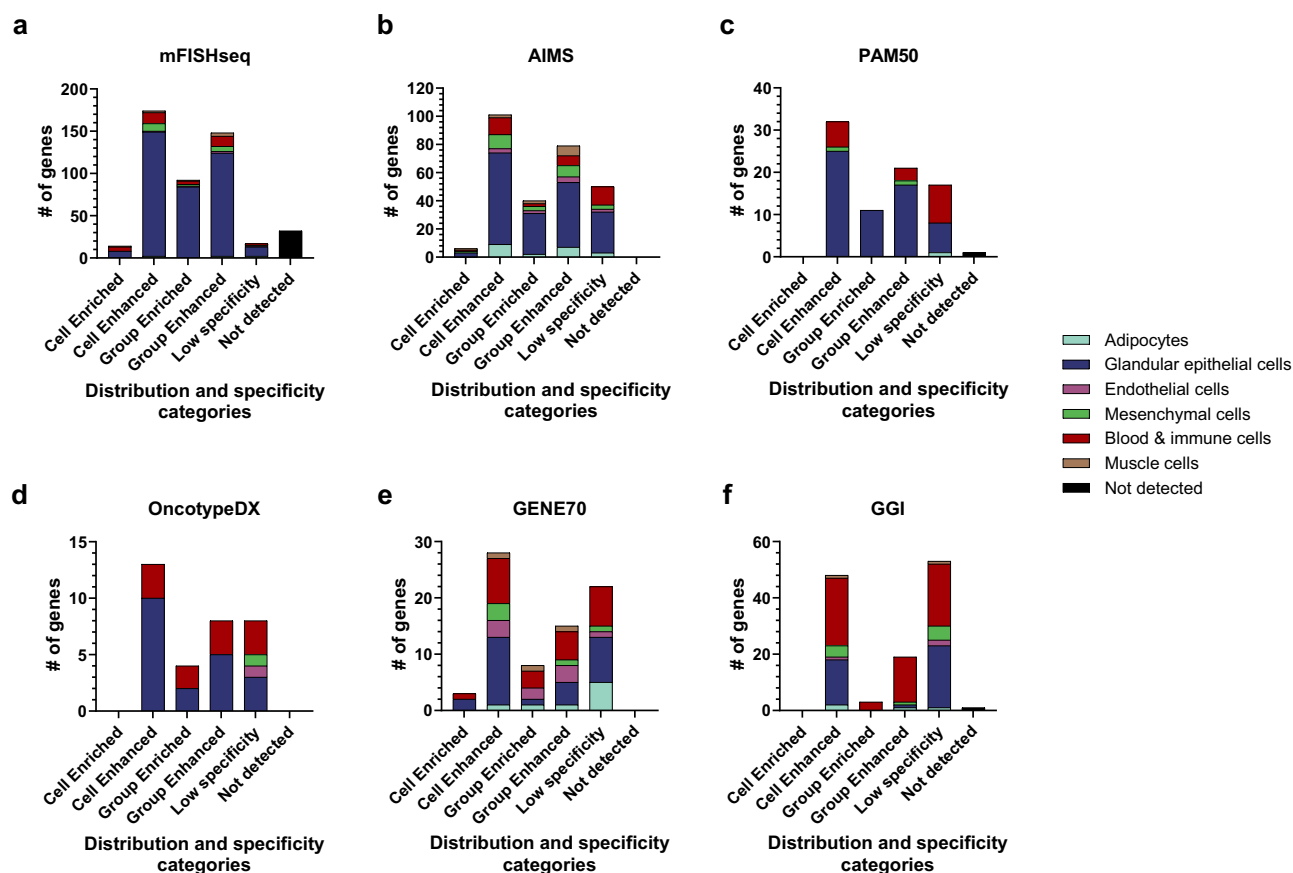 a
mFISHseq
200
150
100
50
0
# of genes
Cell Enriched
Cell Enhanced
Group Enriched
Group Enhanced
Low specificity
Not detected
Distribution and specificity
categories
b
AIMS
120
100
80
60
40
20
0
# of genes
Cell Enriched
Cell Enhanced
Group Enriched
Group Enhanced
Low specificity
Not detected
Distribution and specificity
categories
c
PAM50
40
30
20
10
0
# of genes
Cell Enriched
Cell Enhanced
Group Enriched
Group Enhanced
Low specificity
Not detected
Distribution and specificity
categories
Adipocytes
Glandular epithelial cells
Endothelial cells
Mesenchymal cells
Blood & immune cells
Muscle cells
Not detected
d
OncotypeDX
15
10
5
0
# of genes
Cell Enriched
Cell Enhanced
Group Enriched
Group Enhanced
Low specificity
Not detected
Distribution and specificity
categories
e
GENE70
30
20
10
0
# of genes
Cell Enriched
Cell Enhanced
Group Enriched
Group Enhanced
Low specificity
Not detected
Distribution and specificity
categories
f
GGI
60
40
20
0
# of genes
Cell Enriched
Cell Enhanced
Group Enriched
Group Enhanced
Low specificity
Not detected
Distribution and specificity
categories